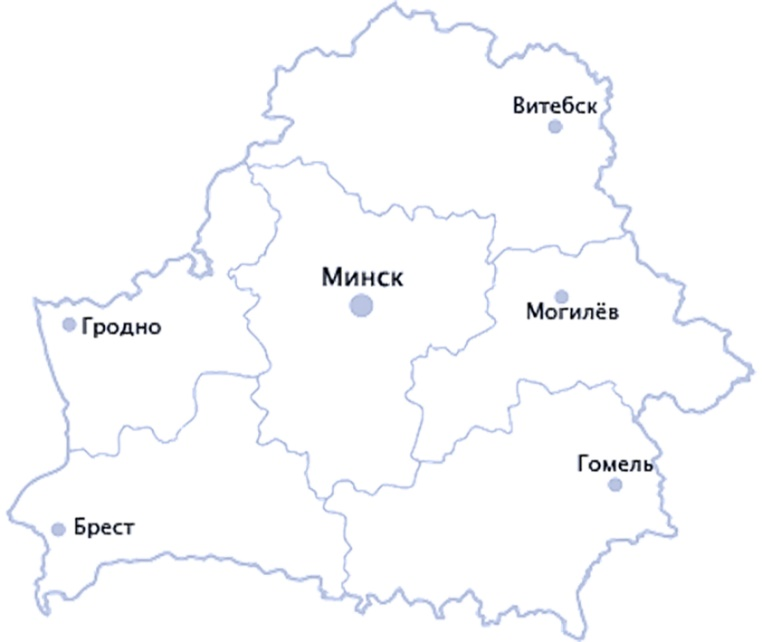 Витебск
Минск
Могилёв
Гродно
Гомель
Брест